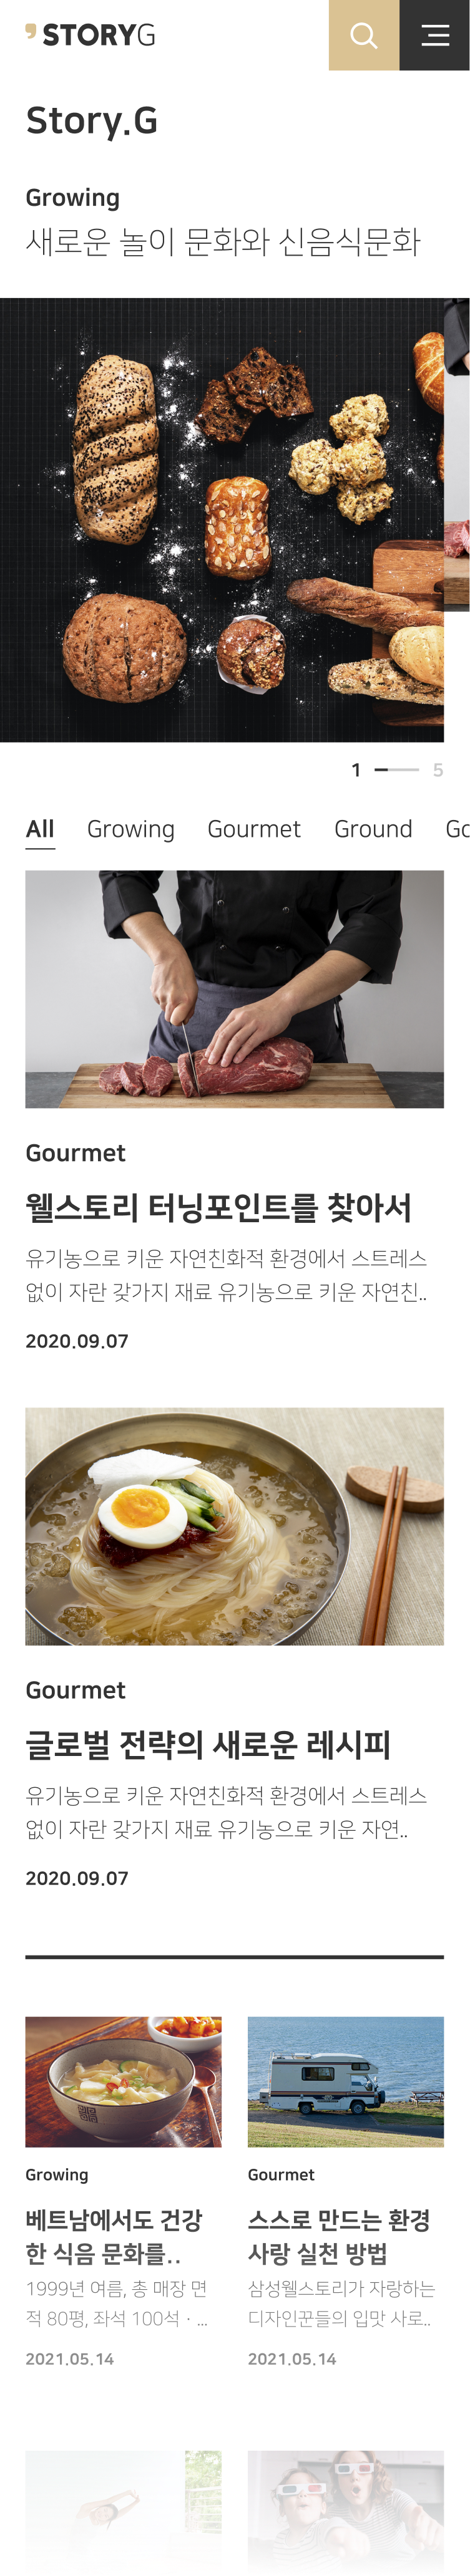 STORYG
Story.G
Growing
새로운 놀이 문화와 신음식문화
1 5
All Growing Gourmet Ground Go
Gourmet
웰스토리 터닝포인트를 찾아서
유기농으로 키운 자연친화적 환경에서 스트레스
없이 자란 갖가지 재료 유기농으로 키운 자연친..
2020.09.07
Gourmet
글로벌 전략의 새로운 레시피
유기농으로 키운 자연친화적 환경에서 스트레스
없이 자란 갖가지 재료 유기농으로 키운 자연..
2020.09.07
Growing
베트남에서도 건강
한 식음 문화를..
1999년 여름, 총 매장 면
적 80평, 좌석 100석 · ...
2021.05.14
Gourmet
스스로 만드는 환경
사랑 실천 방법
삼성웰스토리가 자랑하는
디자인꾼들의 입맛 사로..
2021.05.14